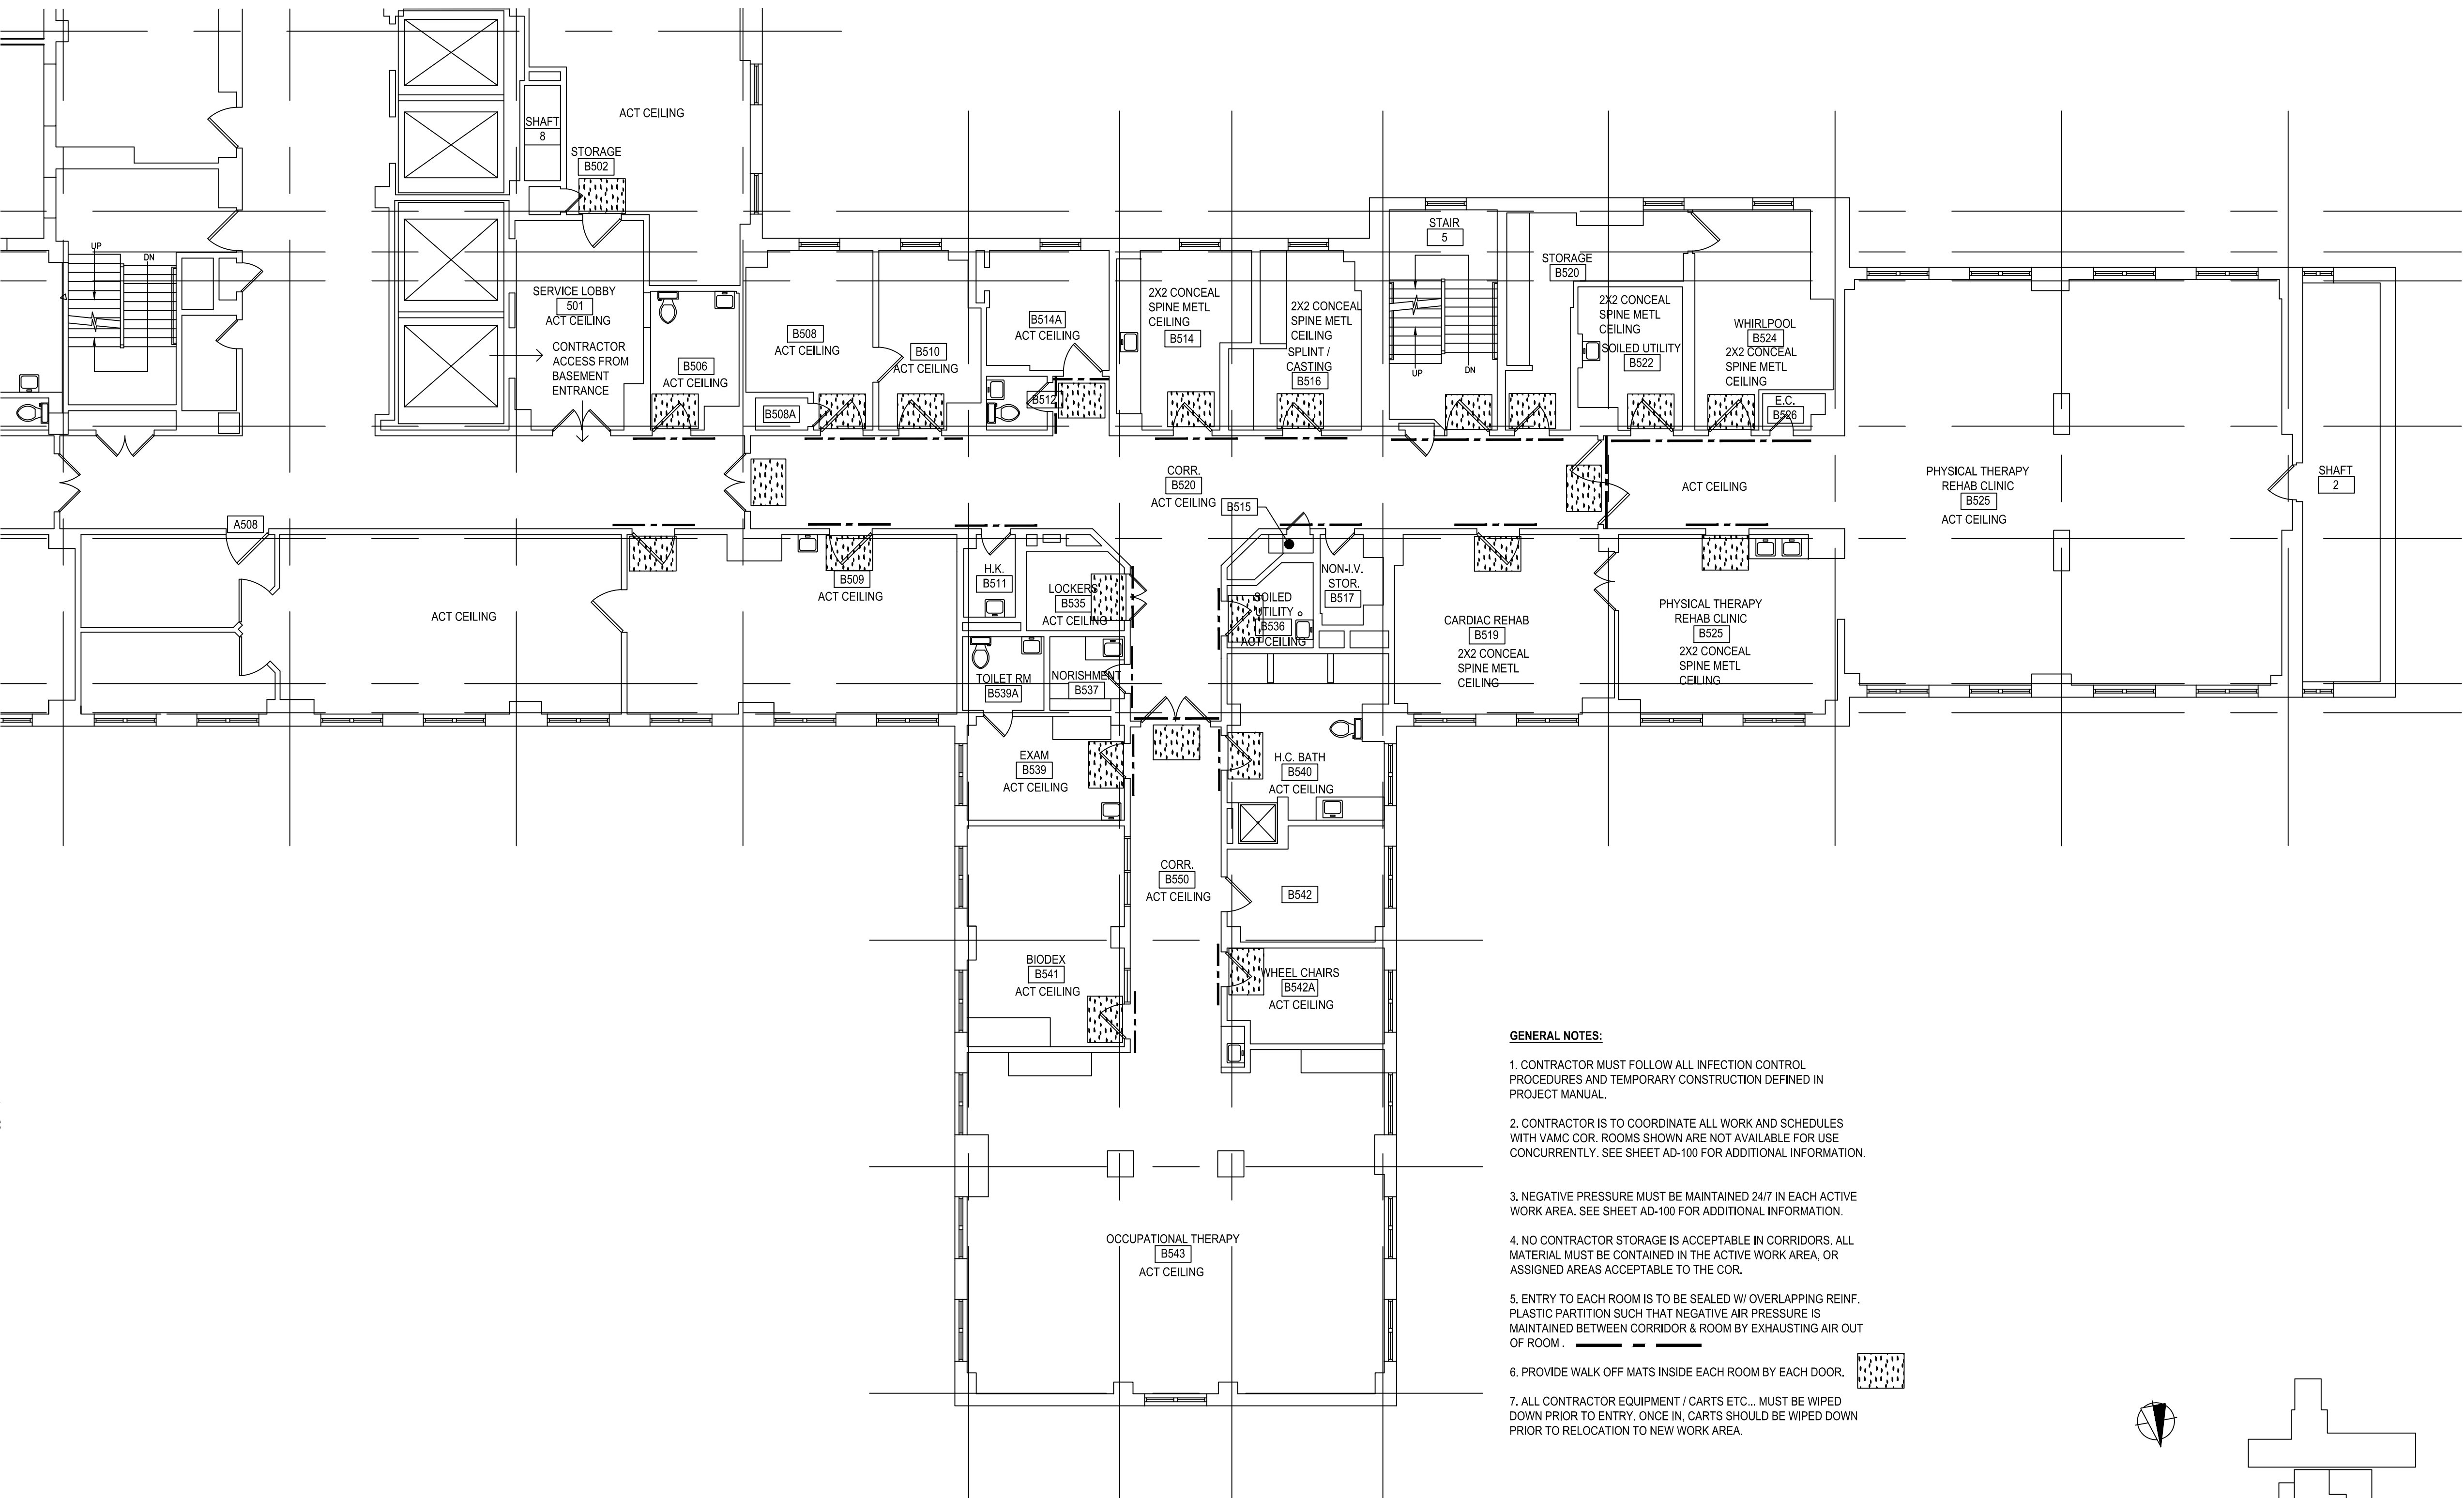 SHAFT
8
ACT CEILING
STORAGE
B502
UP
DN
SERVICE LOBBY
501
ACT CEILING
CONTRACTOR
ACCESS FROM
BASEMENT
ENTRANCE
B506
ACT CEILING
B508
ACT CEILING
B508A
B510
ACT CEILING
B514A
ACT CEILING
B512
2X2 CONCEAL
SPINE METL
CEILING
B514
2X2 CONCEAL
SPINE METL
CEILING
SPLINT /
CASTING
B516
STAIR
5
UP
DN
STORAGE
B520
2X2 CONCEAL
SPINE METL
CEILING
SOILED UTILITY
B522
WHIRLPOOL
B524
2X2 CONCEAL
SPINE METL
CEILING
E.C.
B526
CORR.
B520
ACT CEILING
B515
ACT CEILING
PHYSICAL THERAPY
REHAB CLINIC
B525
ACT CEILING
SHAFT
2
A508
ACT CEILING
B509
ACT CEILING
H.K.
B511
LOCKERS
B535
ACT CEILING
SOILED
UTILITY
B536
ACT CEILING
NON-I.V.
STOR.
B517
CARDIAC REHAB
B519
2X2 CONCEAL
SPINE METL
CEILING
PHYSICAL THERAPY
REHAB CLINIC
B525
2X2 CONCEAL
SPINE METL
CEILING
TOILET RM
B539A
NORISHMENT
B537
EXAM
B539
ACT CEILING
H.C. BATH
B540
ACT CEILING
CORR.
B550
ACT CEILING
B542
BIODEX
B541
ACT CEILING
WHEEL CHAIRS
B542A
ACT CEILING
OCCUPATIONAL THERAPY
B543
ACT CEILING
GENERAL NOTES:
1. CONTRACTOR MUST FOLLOW ALL INFECTION CONTROL
PROCEDURES AND TEMPORARY CONSTRUCTION DEFINED IN
PROJECT MANUAL.
2. CONTRACTOR IS TO COORDINATE ALL WORK AND SCHEDULES
WITH VAMC COR. ROOMS SHOWN ARE NOT AVAILABLE FOR USE
CONCURRENTLY. SEE SHEET AD-100 FOR ADDITIONAL INFORMATION.
3. NEGATIVE PRESSURE MUST BE MAINTAINED 24/7 IN EACH ACTIVE
WORK AREA. SEE SHEET AD-100 FOR ADDITIONAL INFORMATION.
4. NO CONTRACTOR STORAGE IS ACCEPTABLE IN CORRIDORS. ALL
MATERIAL MUST BE CONTAINED IN THE ACTIVE WORK AREA, OR
ASSIGNED AREAS ACCEPTABLE TO THE COR.
5. ENTRY TO EACH ROOM IS TO BE SEALED W/ OVERLAPPING REINF.
PLASTIC PARTITION SUCH THAT NEGATIVE AIR PRESSURE IS
MAINTAINED BETWEEN CORRIDOR & ROOM BY EXHAUSTING AIR OUT
OF ROOM .
6. PROVIDE WALK OFF MATS INSIDE EACH ROOM BY EACH DOOR.
7. ALL CONTRACTOR EQUIPMENT / CARTS ETC... MUST BE WIPED
DOWN PRIOR TO ENTRY. ONCE IN, CARTS SHOULD BE WIPED DOWN
PRIOR TO RELOCATION TO NEW WORK AREA.